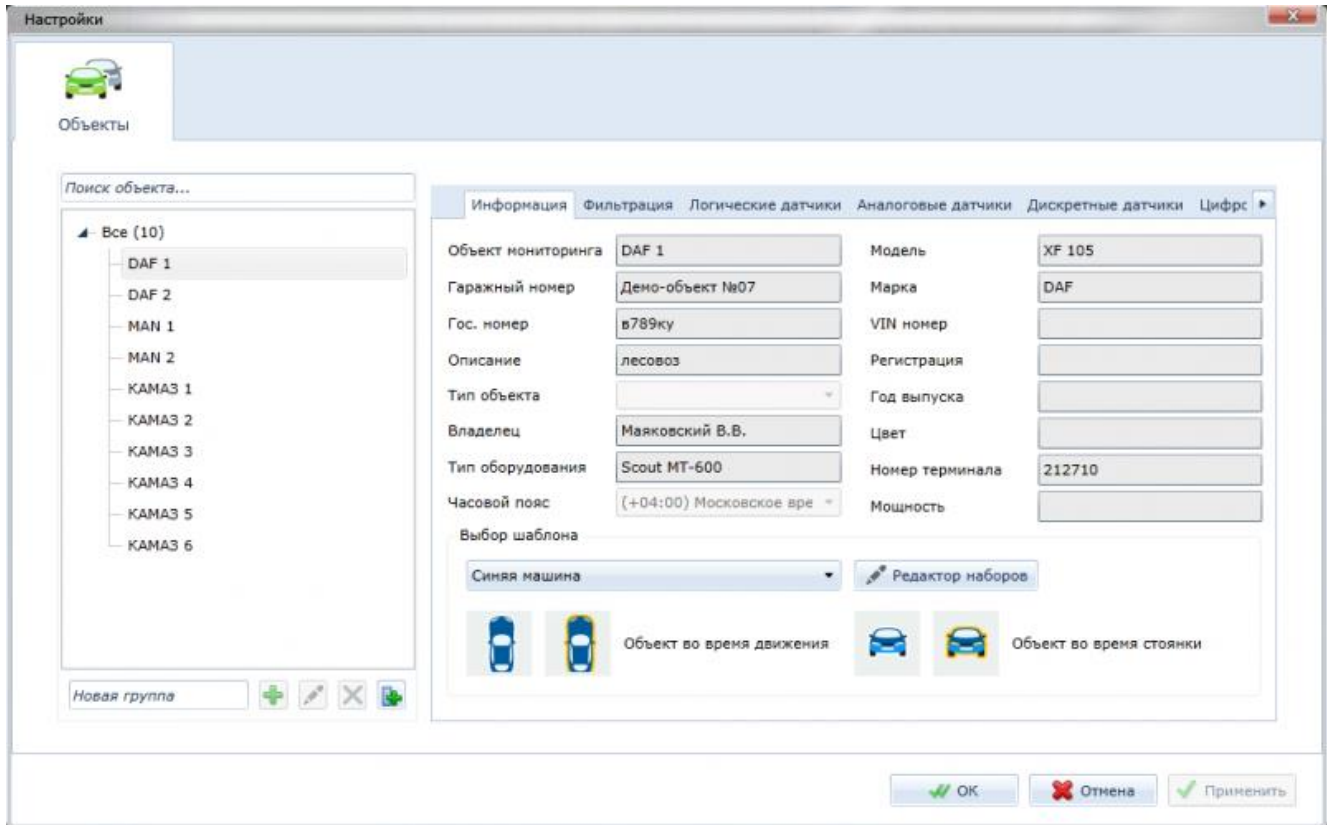 Настройки
Объекты
Поиск объекта...
Все (10)
DAF 1
DAF 2
MAN 1
MAN 2
КАМАЗ 1
КАМАЗ 2
КАМАЗ 3
КАМАЗ 4
КАМАЗ 5
КАМАЗ 6
Новая группа
Информация Фильтрация Логические датчики Аналоговые датчики Дискретные датчики Цифрс
Объект мониторинга DAF 1 Модель XF 105
Гаражный номер Демо-объект №07 Марка DAF
Гос. номер в789ку VIN номер
Описание лесовоз Регистрация
Тип объекта Год выпуска
Владелец Маяковский В.В. Цвет
Тип оборудования Scout MT-600 Номер терминала 212710
Часовой пояс (+04:00) Московское вре Мощность
Выбор шаблона
Синяя машина Редактор наборов
Объект во время движения Объект во время стоянки
OK Отмена Применить